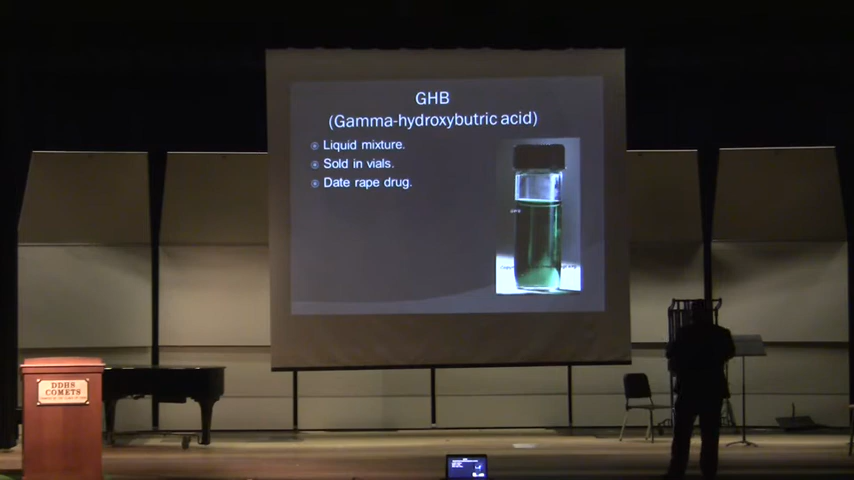 GHB
(Gamma-hydroxybutric acid)
Liquid mixture.
Sold in vials.
Date rape drug.
DDHS
COMETS